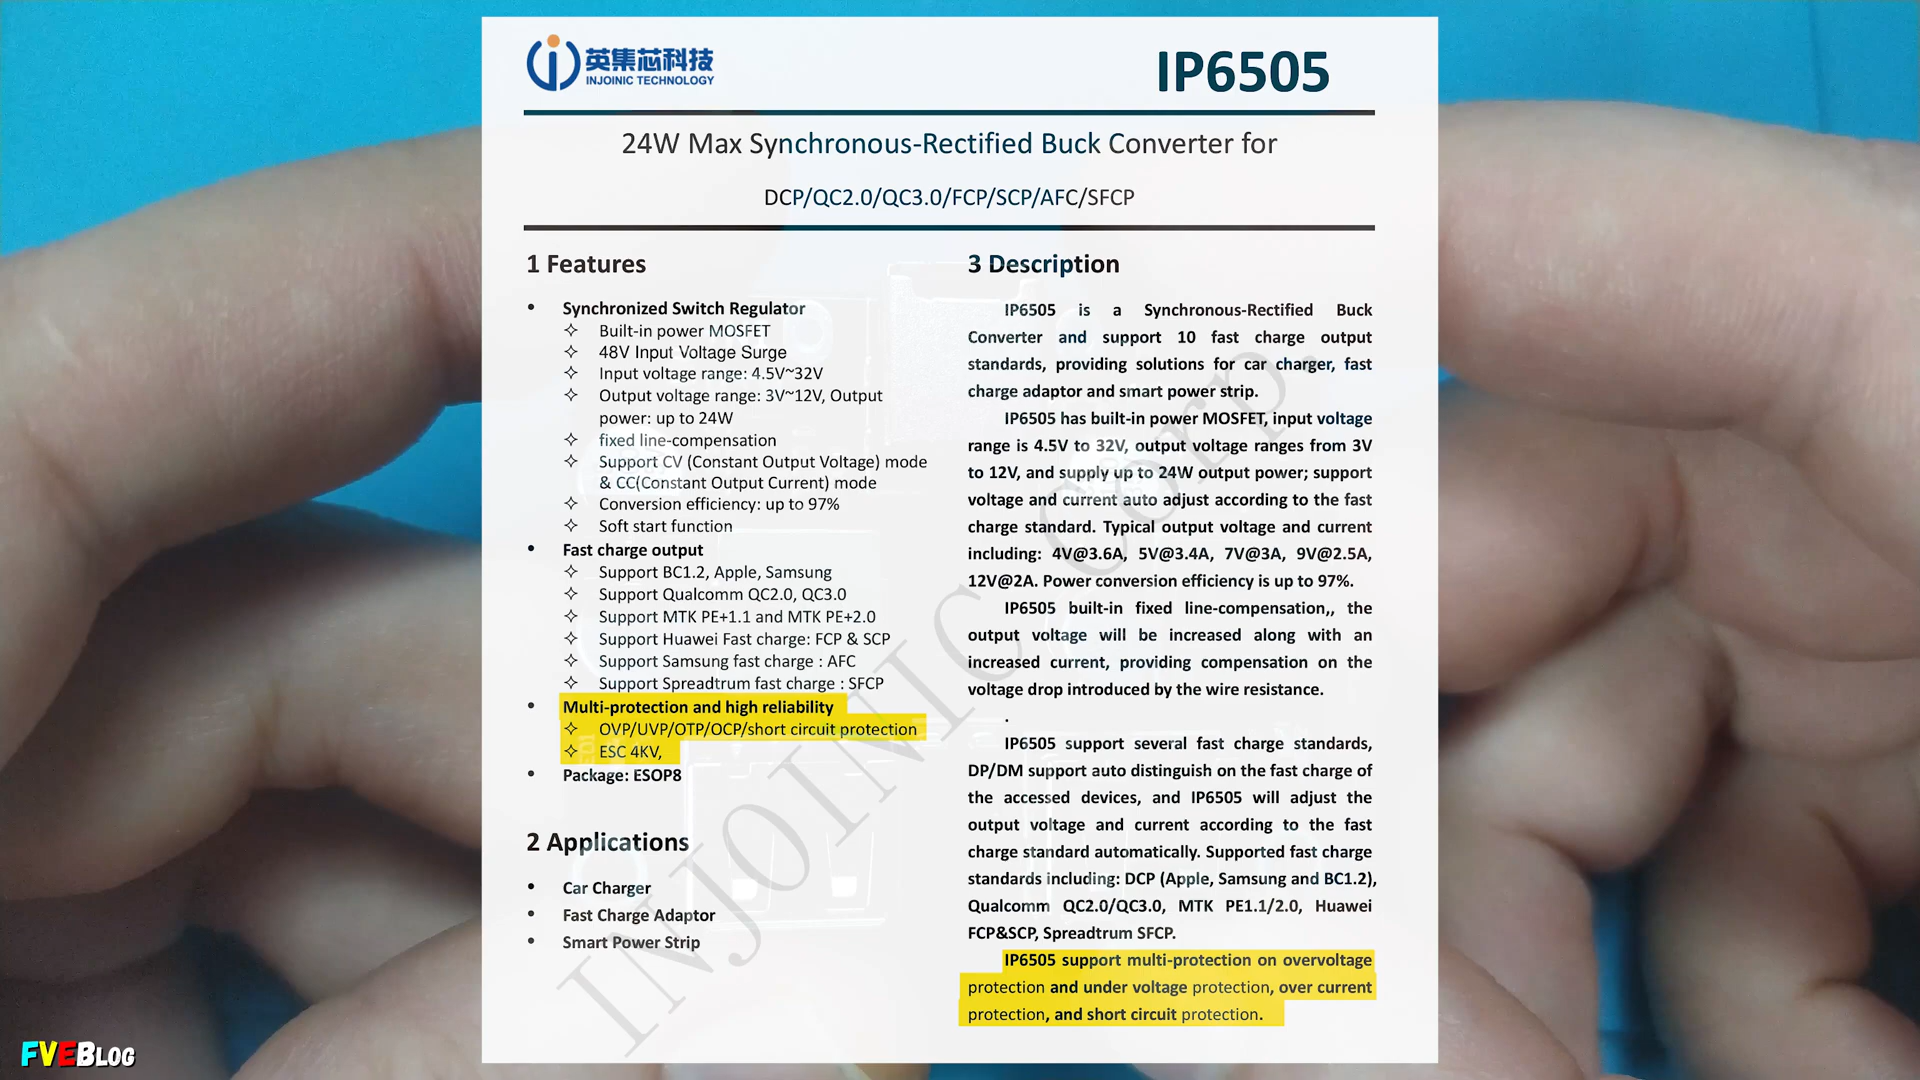 英集芯科技
INJOINIC TECHNOLOGY
IP6505
24W Max Synchronous-Rectified Buck Converter for
DCP/QC2.0/QC3.0/FCP/SCP/AFC/SFCP
1 Features
• Synchronized Switch Regulator
✧ Built-in power MOSFET
✧ 48V Input Voltage Surge
✧ Input voltage range: 4.5V~32V
✧ Output voltage range: 3V~12V, Output
power: up to 24W
✧ fixed line-compensation
✧ Support CV (Constant Output Voltage) mode
& CC(Constant Output Current) mode
✧ Conversion efficiency: up to 97%
✧ Soft start function
• Fast charge output
✧ Support BC1.2, Apple, Samsung
✧ Support Qualcomm QC2.0, QC3.0
✧ Support MTK PE+1.1 and MTK PE+2.0
✧ Support Huawei Fast charge: FCP & SCP
✧ Support Samsung fast charge : AFC
✧ Support Spreadtrum fast charge : SFCP
• Multi-protection and high reliability
✧ OVP/UVP/OTP/OCP/short circuit protection
✧ ESC 4KV,
• Package: ESOP8
2 Applications
• Car Charger
• Fast Charge Adaptor
• Smart Power Strip
3 Description
IP6505 is a Synchronous-Rectified Buck
Converter and support 10 fast charge output
standards, providing solutions for car charger, fast
charge adaptor and smart power strip.
IP6505 has built-in power MOSFET, input voltage
range is 4.5V to 32V, output voltage ranges from 3V
to 12V, and supply up to 24W output power; support
voltage and current auto adjust according to the fast
charge standard. Typical output voltage and current
including: 4V@3.6A, 5V@3.4A, 7V@3A, 9V@2.5A,
12V@2A. Power conversion efficiency is up to 97%.
IP6505 built-in fixed line-compensation,, the
output voltage will be increased along with an
increased current, providing compensation on the
voltage drop introduced by the wire resistance.
.
IP6505 support several fast charge standards,
DP/DM support auto distinguish on the fast charge of
the accessed devices, and IP6505 will adjust the
output voltage and current according to the fast
charge standard automatically. Supported fast charge
standards including: DCP (Apple, Samsung and BC1.2),
Qualcomm QC2.0/QC3.0, MTK PE1.1/2.0, Huawei
FCP&SCP, Spreadtrum SFCP.
IP6505 support multi-protection on overvoltage
protection and under voltage protection, over current
protection, and short circuit protection.
INJOINIC Corp.
FVEBLOG